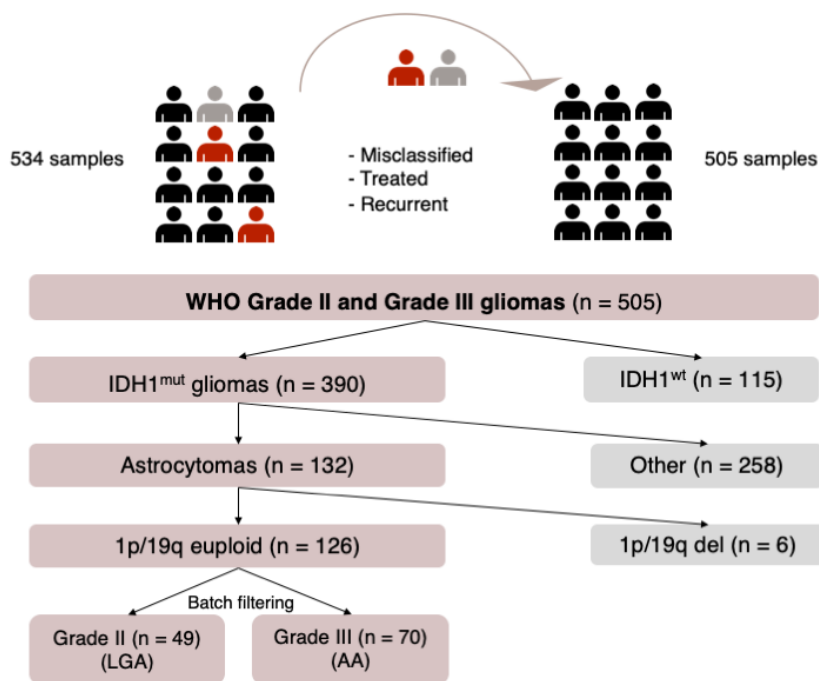 534 samples
- Misclassified
- Treated
- Recurrent
505 samples
WHO Grade II and Grade III gliomas (n = 505)
IDH1mut gliomas (n = 390)
IDH1wt (n = 115)
Astrocytomas (n = 132)
Other (n = 258)
1p/19q euploid (n = 126)
1p/19q del (n = 6)
Batch filtering
Grade II (n = 49)
(LGA)
Grade III (n = 70)
(AA)